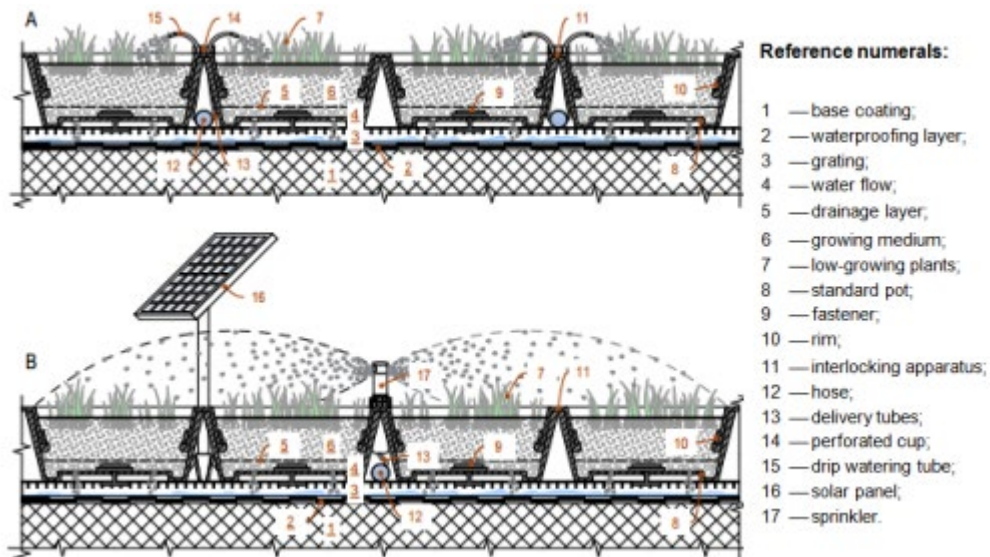 A
15
14
7
11
5
6
9
10
4
3
12
13
1
2
8
16
B
17
7
11
5
6
13
9
10
4
3
2
1
12
8
Reference numerals:
1 — base coating;
2 — waterproofing layer;
3 — grating;
4 — water flow;
5 — drainage layer;
6 — growing medium;
7 — low-growing plants;
8 — standard pot;
9 — fastener;
10 — rim;
11 — interlocking apparatus;
12 — hose;
13 — delivery tubes
14 — perforated cup;
15 — drip watering tube;
16 — solar panel;
17 — sprinkler.